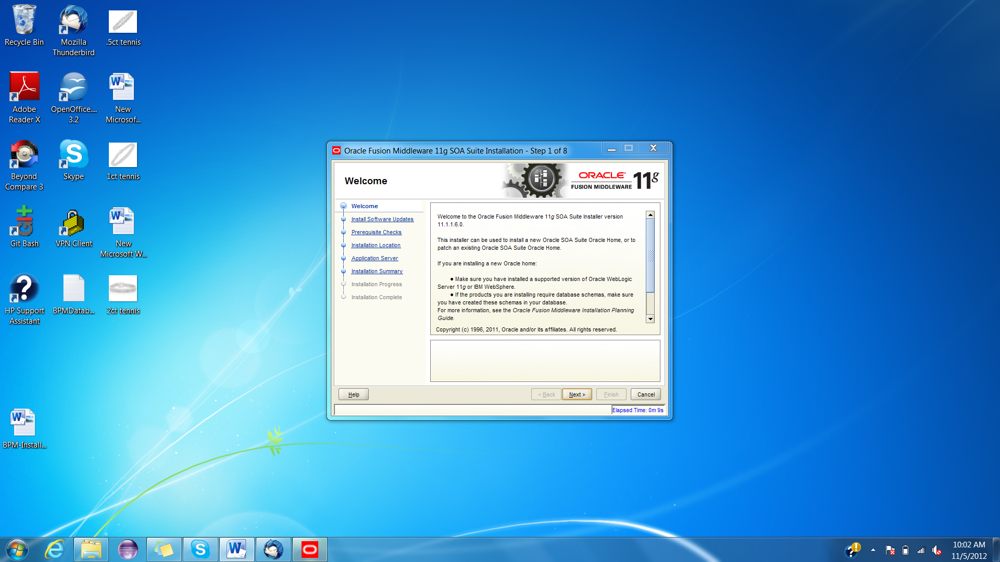 Recycle Bin
Mozilla
Thunderbird
.5ct tennis
Adobe
Reader X
OpenOffice....
3.2
New
Microsof...
Beyond
Compare 3
Skype
1ct tennis
Git Bash
VPN Client
New
Microsoft W...
HP Support
Assistant
BPMDatab...
2ct tennis
BPM-Install...
Oracle Fusion Middleware 11g SOA Suite Installation - Step 1 of 8
Welcome
ORACLE
FUSION MIDDLEWARE 11g
Welcome
Install Software Updates
Prerequisite Checks
Installation Location
Application Server
Installation Summary
Installation Progress
Installation Complete
Welcome to the Oracle Fusion Middleware 11g SOA Suite Installer version
11.1.1.6.0.
This installer can be used to install a new Oracle SOA Suite Oracle Home, or to
patch an existing Oracle SOA Suite Oracle Home.
If you are installing a new Oracle home:
● Make sure you have installed a supported version of Oracle WebLogic
Server 11g or IBM WebSphere.
● If the products you are installing require database schemas, make sure
you have created these schemas in your database.
For more information, see the Oracle Fusion Middleware Installation Planning
Guide.
Copyright (c) 1996, 2011, Oracle and/or its affiliates. All rights reserved.
Help
< Back
Next >
Finish
Cancel
Elapsed Time: 0m 9s
10:02 AM
11/5/2012